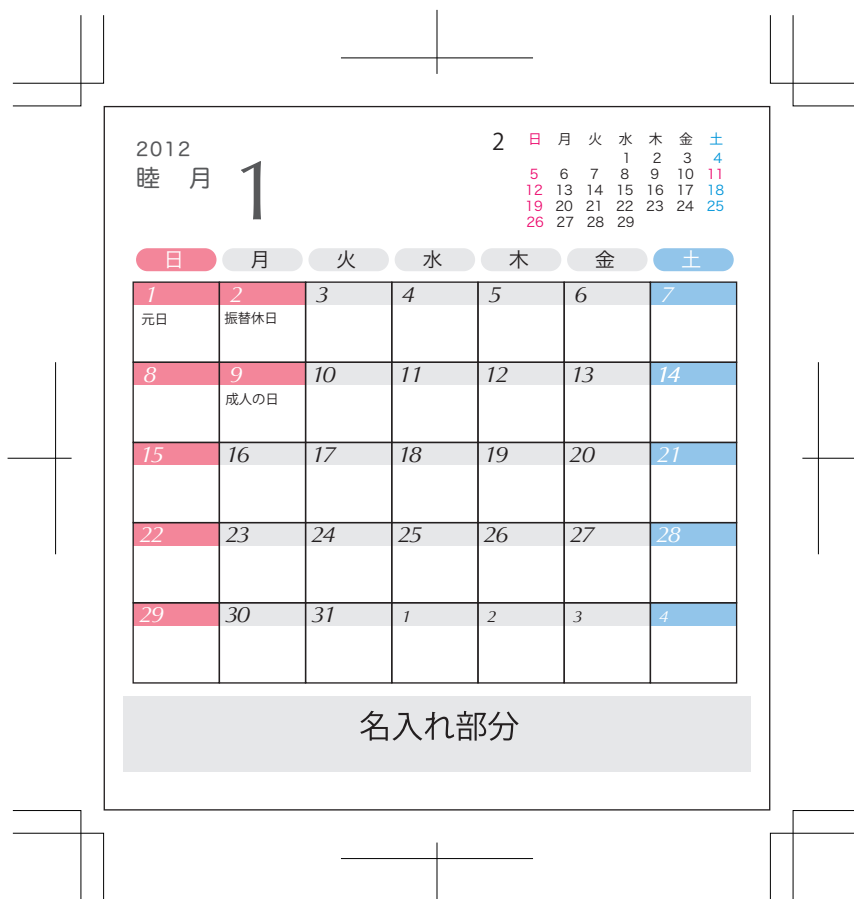 2012
睦 月 1
2 日 月 火 水 木 金 土
1 2 3 4
5 6 7 8 9 10 11
12 13 14 15 16 17 18
19 20 21 22 23 24 25
26 27 28 29
日 月 火 水 木 金 土
1 2 3 4 5 6 7
元日 振替休日
8 9 10 11 12 13 14
成人の日
15 16 17 18 19 20 21
22 23 24 25 26 27 28
29 30 31 1 2 3 4
名入れ部分